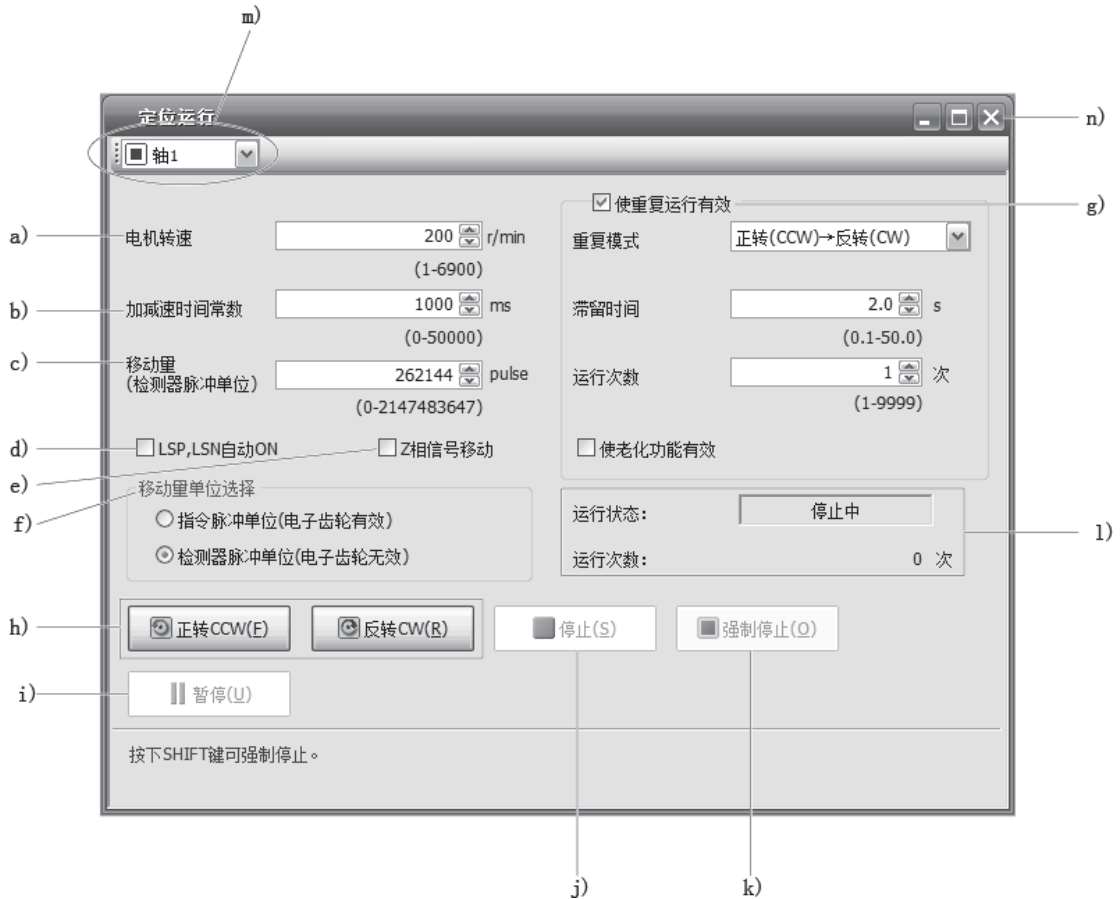 m)
定位运行
n)
轴1
使重复运行有效
g)
a)
电机转速
200
r/min
(1-6900)
重复模式
正转(CCW)→反转(CW)
b)
加减速时间常数
1000
ms
(0-50000)
滞留时间
2.0
s
(0.1-50.0)
c)
移动量
(检测器脉冲单位)
262144
pulse
(0-2147483647)
运行次数
1
次
(1-9999)
d)
LSP,LSN自动ON
Z相信号移动
使老化功能有效
e)
移动量单位选择
f)
指令脉冲单位(电子齿轮有效)
检测器脉冲单位(电子齿轮无效)
运行状态:
停止中
l)
运行次数:
0
次
h)
正转CCW(F)
反转CW(R)
停止(S)
强制停止(O)
i)
暂停(U)
按下SHIFT键可强制停止。
j)
k)